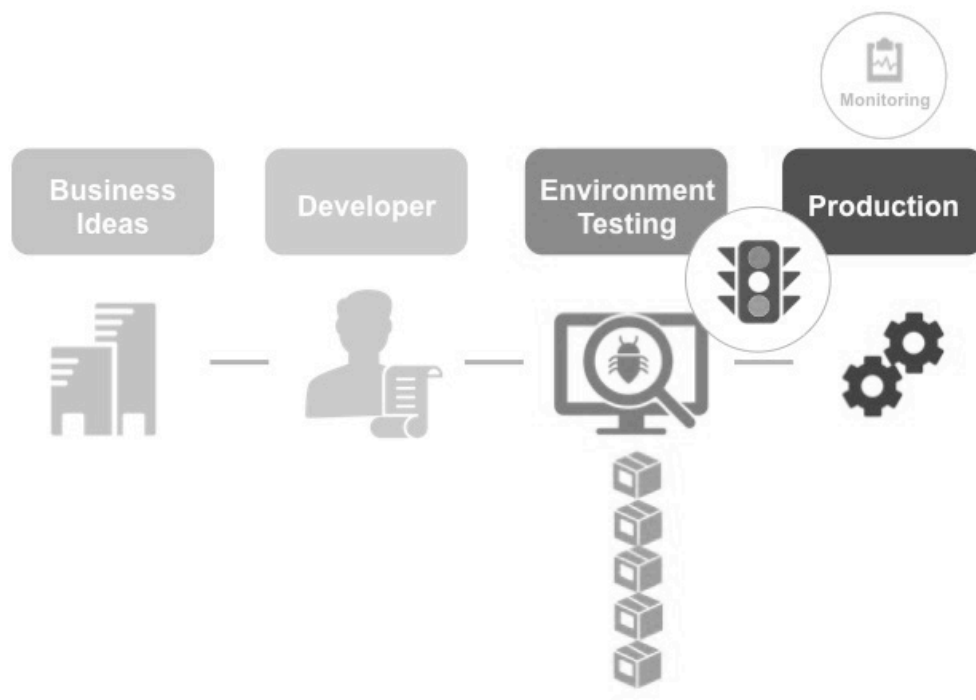 Monitoring
Business
Ideas
Developer
Environment
Testing
Production